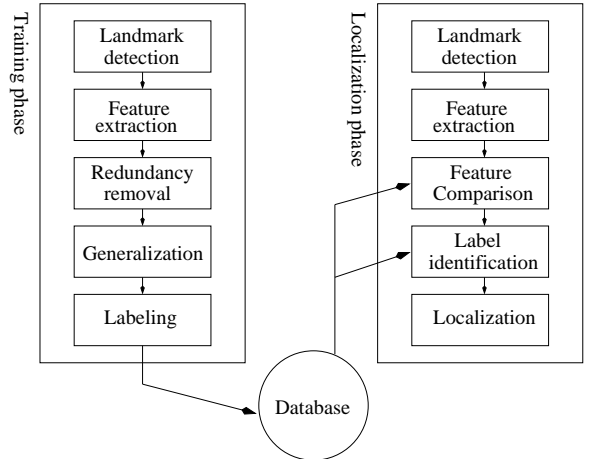 Training phase
Landmark
detection
Feature
extraction
Redundancy
removal
Generalization
Labeling
Database
Localization phase
Landmark
detection
Feature
extraction
Feature
Comparison
Label
identification
Localization